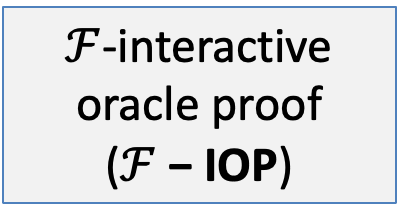 ℱ-interactive
oracle proof
(ℱ – IOP)